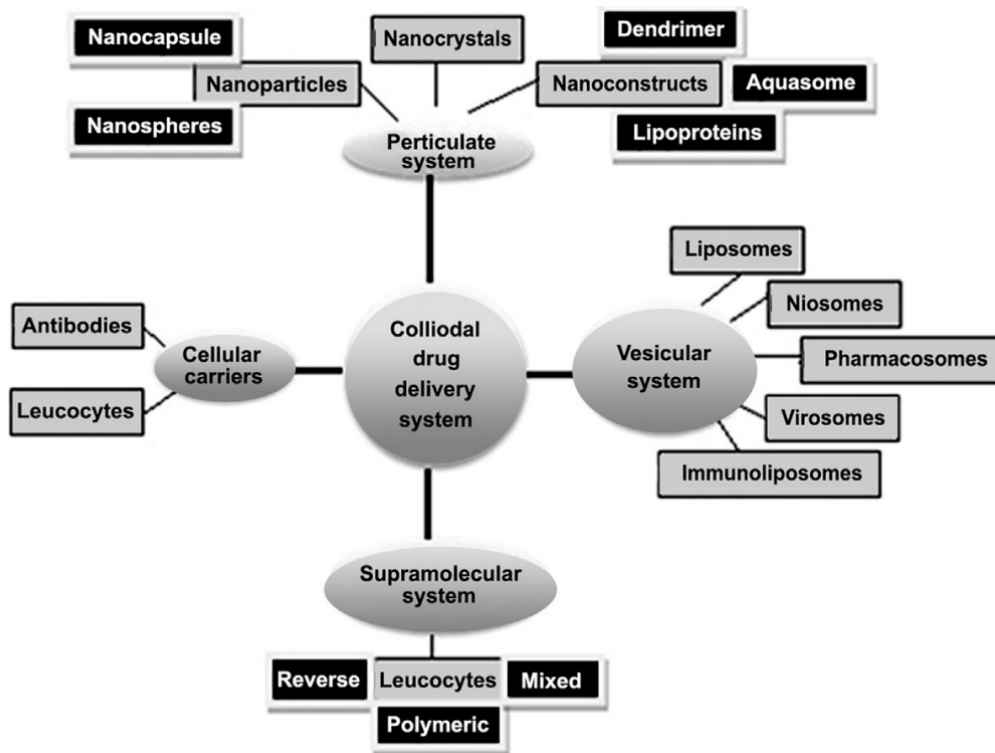 Nanocapsule
Nanocrystals
Dendrimer
Nanoparticles
Nanoconstructs
Aquasome
Nanospheres
Lipoproteins
Perticulate
system
Liposomes
Niosomes
Antibodies
Cellular
carriers
Leucocytes
Colliodal
drug
delivery
system
Vesicular
system
Pharmacosomes
Virosomes
Immunoliposomes
Supramolecular
system
Reverse
Leucocytes
Mixed
Polymeric